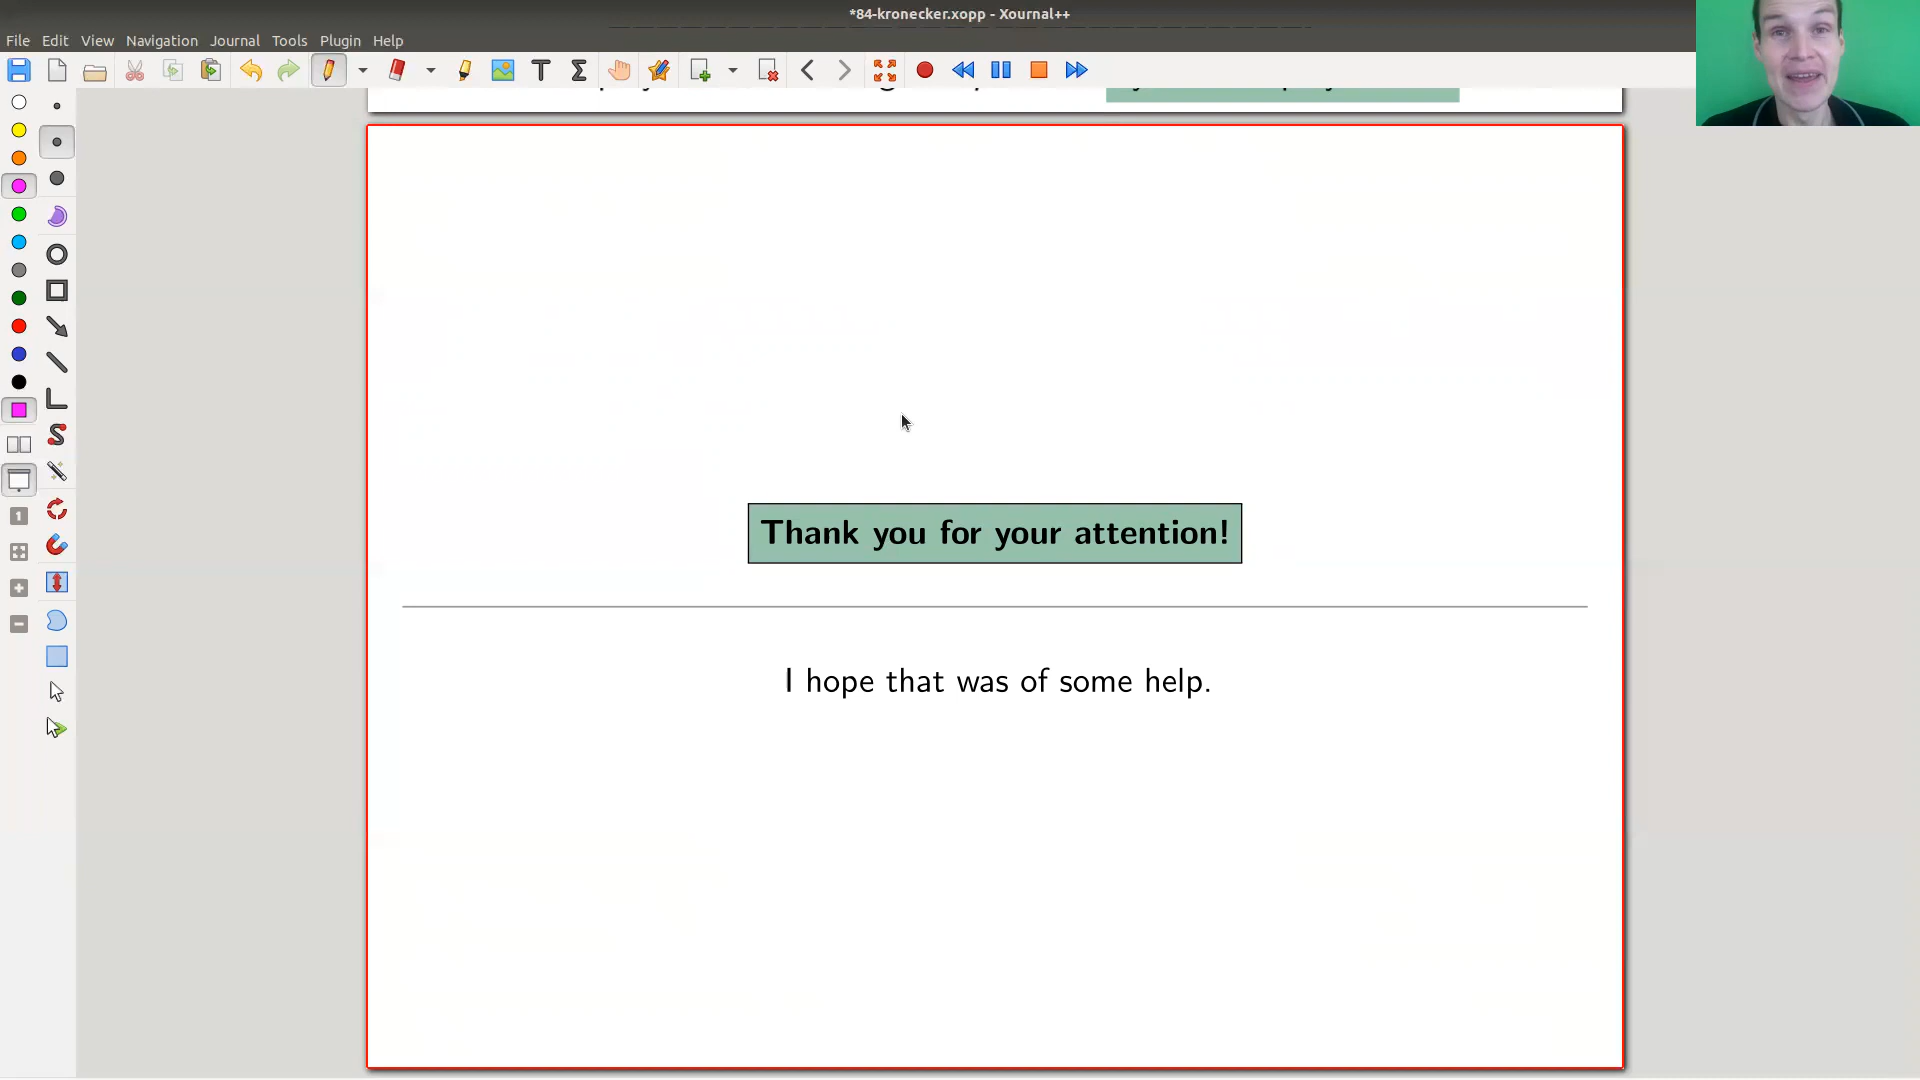 *84-kronecker.xopp - Xournal++
File Edit View Navigation Journal Tools Plugin Help
Thank you for your attention!
I hope that was of some help.